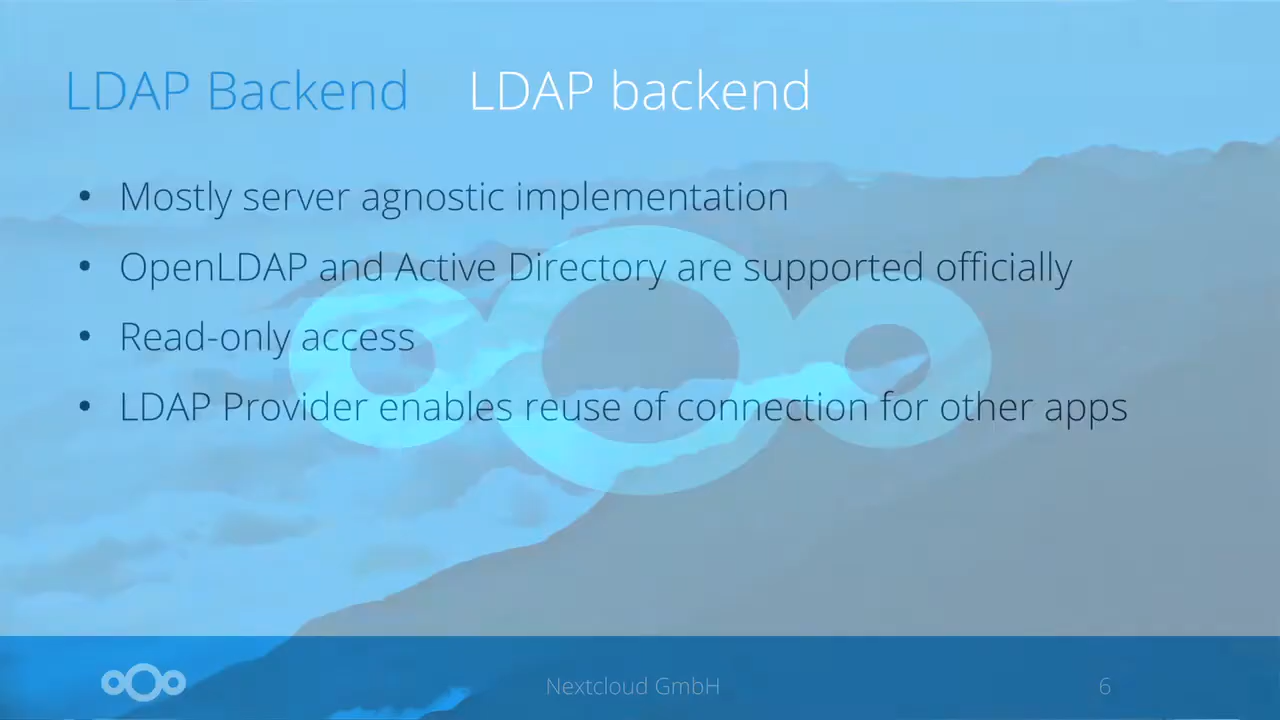 LDAP Backend LDAP backend
• Mostly server agnostic implementation
• OpenLDAP and Active Directory are supported officially
• Read-only access
• LDAP Provider enables reuse of connection for other apps
Nextcloud GmbH 6